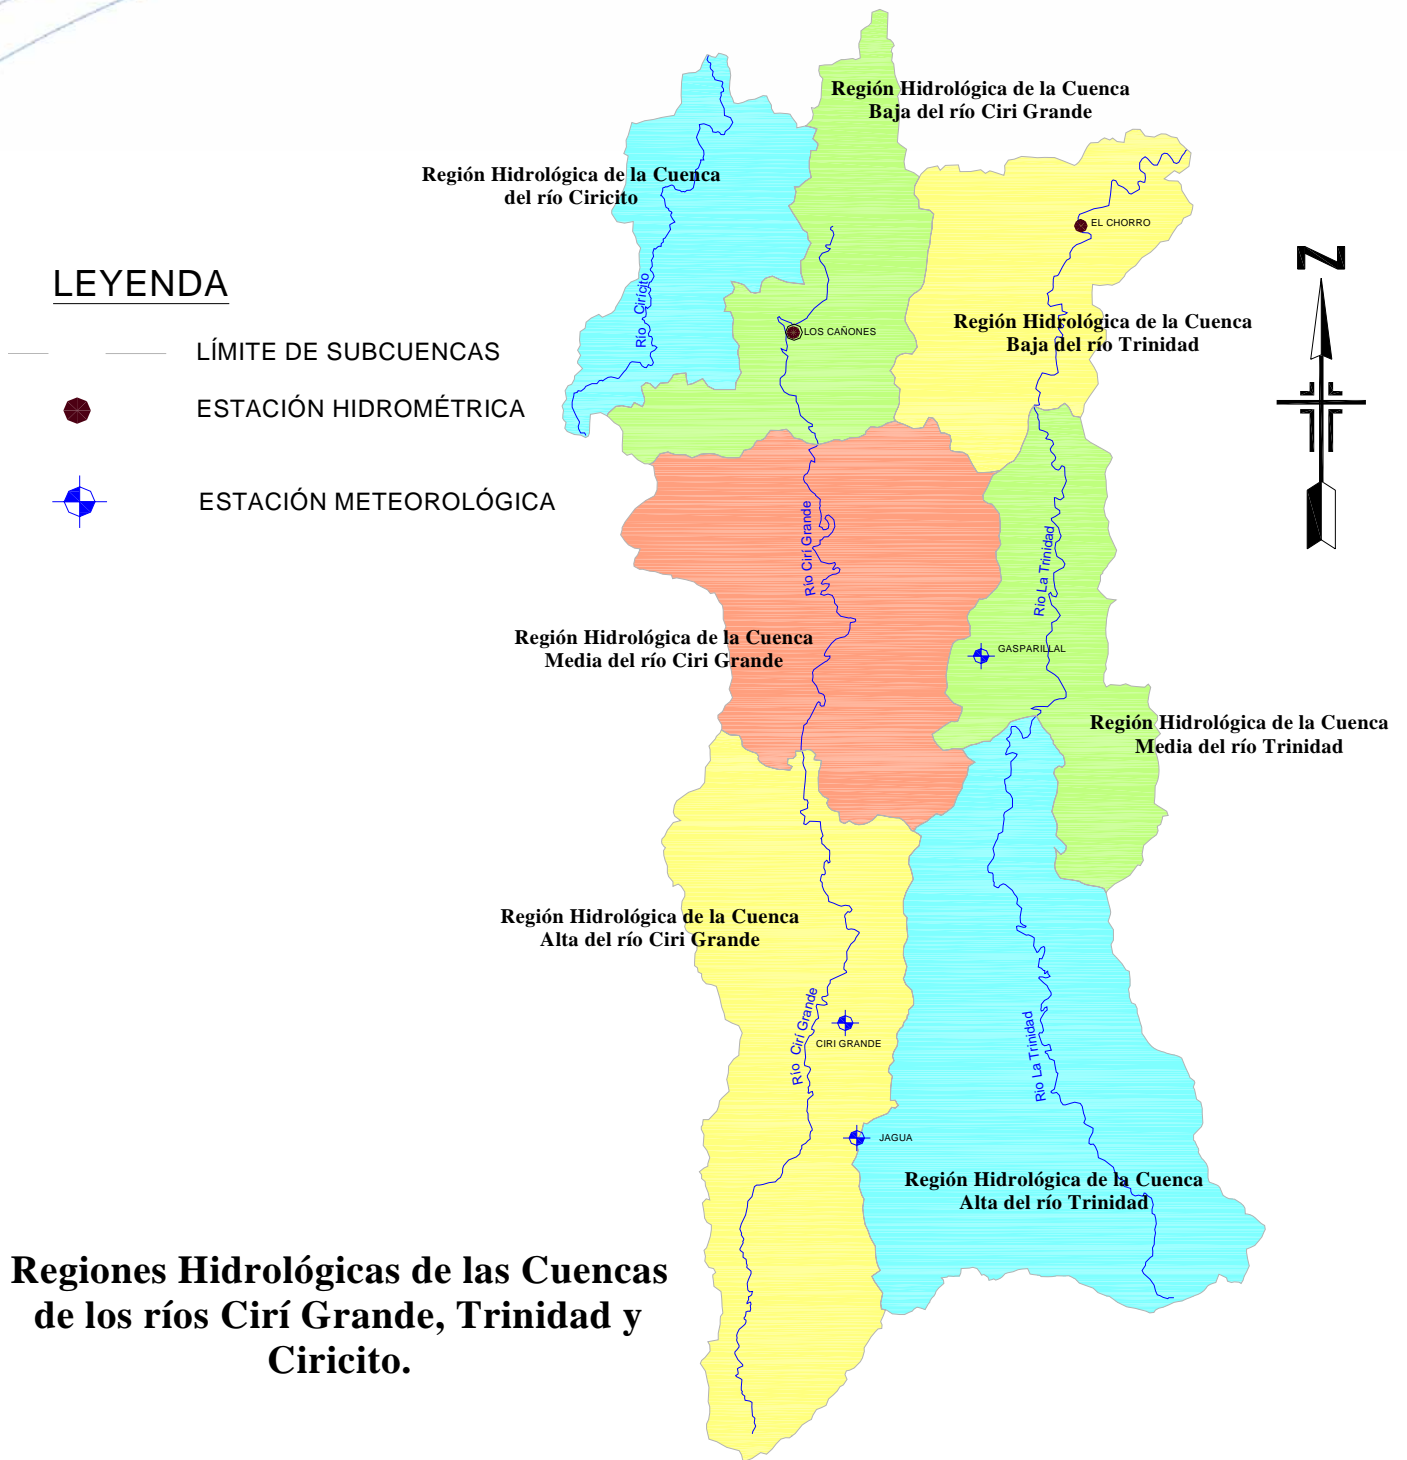 Región Hidrológica de la Cuenca
Baja del río Ciri Grande
Región Hidrológica de la Cuenca
del río Ciricito
EL CHORRO
N
LEYENDA
Río Ciricito
LOS CAÑONES
Región Hidrológica de la Cuenca
Baja del río Trinidad
LÍMITE DE SUBCUENCAS
ESTACIÓN HIDROMÉTRICA
ESTACIÓN METEOROLÓGICA
Río Cirí Grande
Río La Trinidad
Región Hidrológica de la Cuenca
Media del río Ciri Grande
GASPARILLAL
Región Hidrológica de la Cuenca
Media del río Trinidad
Región Hidrológica de la Cuenca
Alta del río Ciri Grande
Río Cirí Grande
CIRI GRANDE
Río La Trinidad
JAGUA
Región Hidrológica de la Cuenca
Alta del río Trinidad
Regiones Hidrológicas de las Cuencas
de los ríos Cirí Grande, Trinidad y
Ciricito.